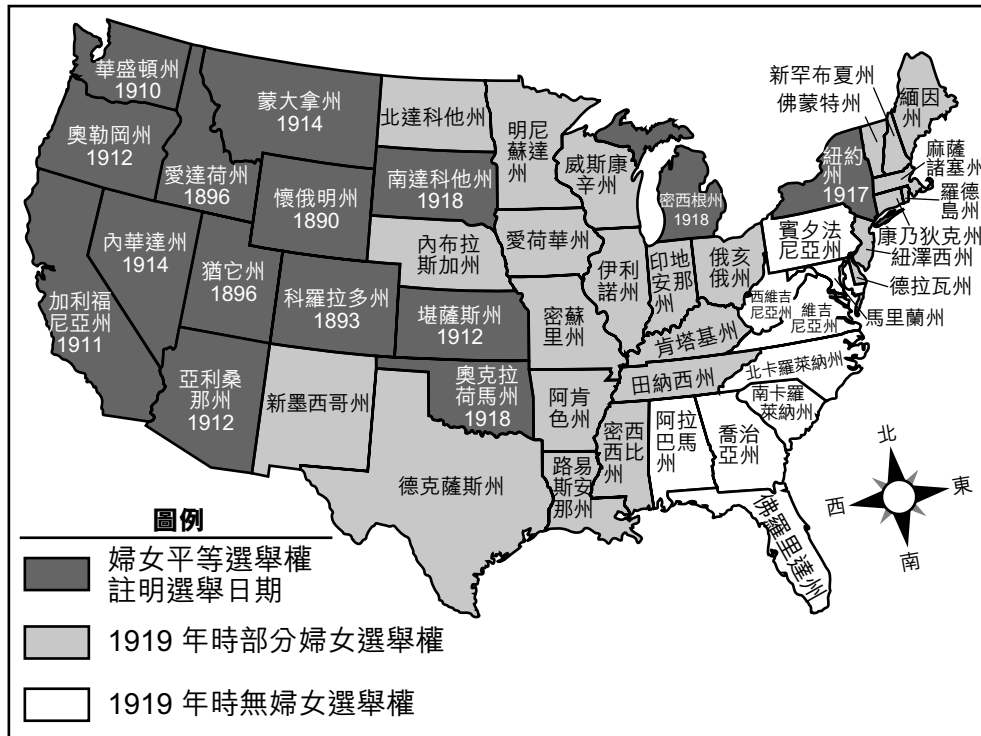 華盛頓州
1910
蒙大拿州
1914
奧勒岡州
1912
愛達荷州
1896
懷俄明州
1890
北達科他州
南達科他州
1918
明尼
蘇達
州
威斯康
辛州
密西根州
1918
新罕布夏州
佛蒙特州
緬因
州
紐約
州
1917
麻薩
諸塞州
羅德
島州
康乃狄克州
紐澤西州
德拉瓦州
馬里蘭州
賓夕法
尼亞州
內華達州
1914
猶它州
1896
科羅拉多州
1893
加利福
尼亞州
1911
內布拉
斯加州
愛荷華州
伊利
諾州
印地
安那
州
俄亥
俄州
西維吉
尼亞州
維吉
尼亞州
堪薩斯州
1912
密蘇
里州
肯塔基州
亞利桑
那州
1912
新墨西哥州
奧克拉
荷馬州
1918
阿肯
色州
田納西州
北卡羅萊納州
南卡羅
萊納州
德克薩斯州
路易
斯安
那州
密西
西比
州
阿拉
巴馬
州
喬治
亞州
佛羅里達州
北
東
西
南
圖例
婦女平等選舉權
註明選舉日期
1919 年時部分婦女選舉權
1919 年時無婦女選舉權